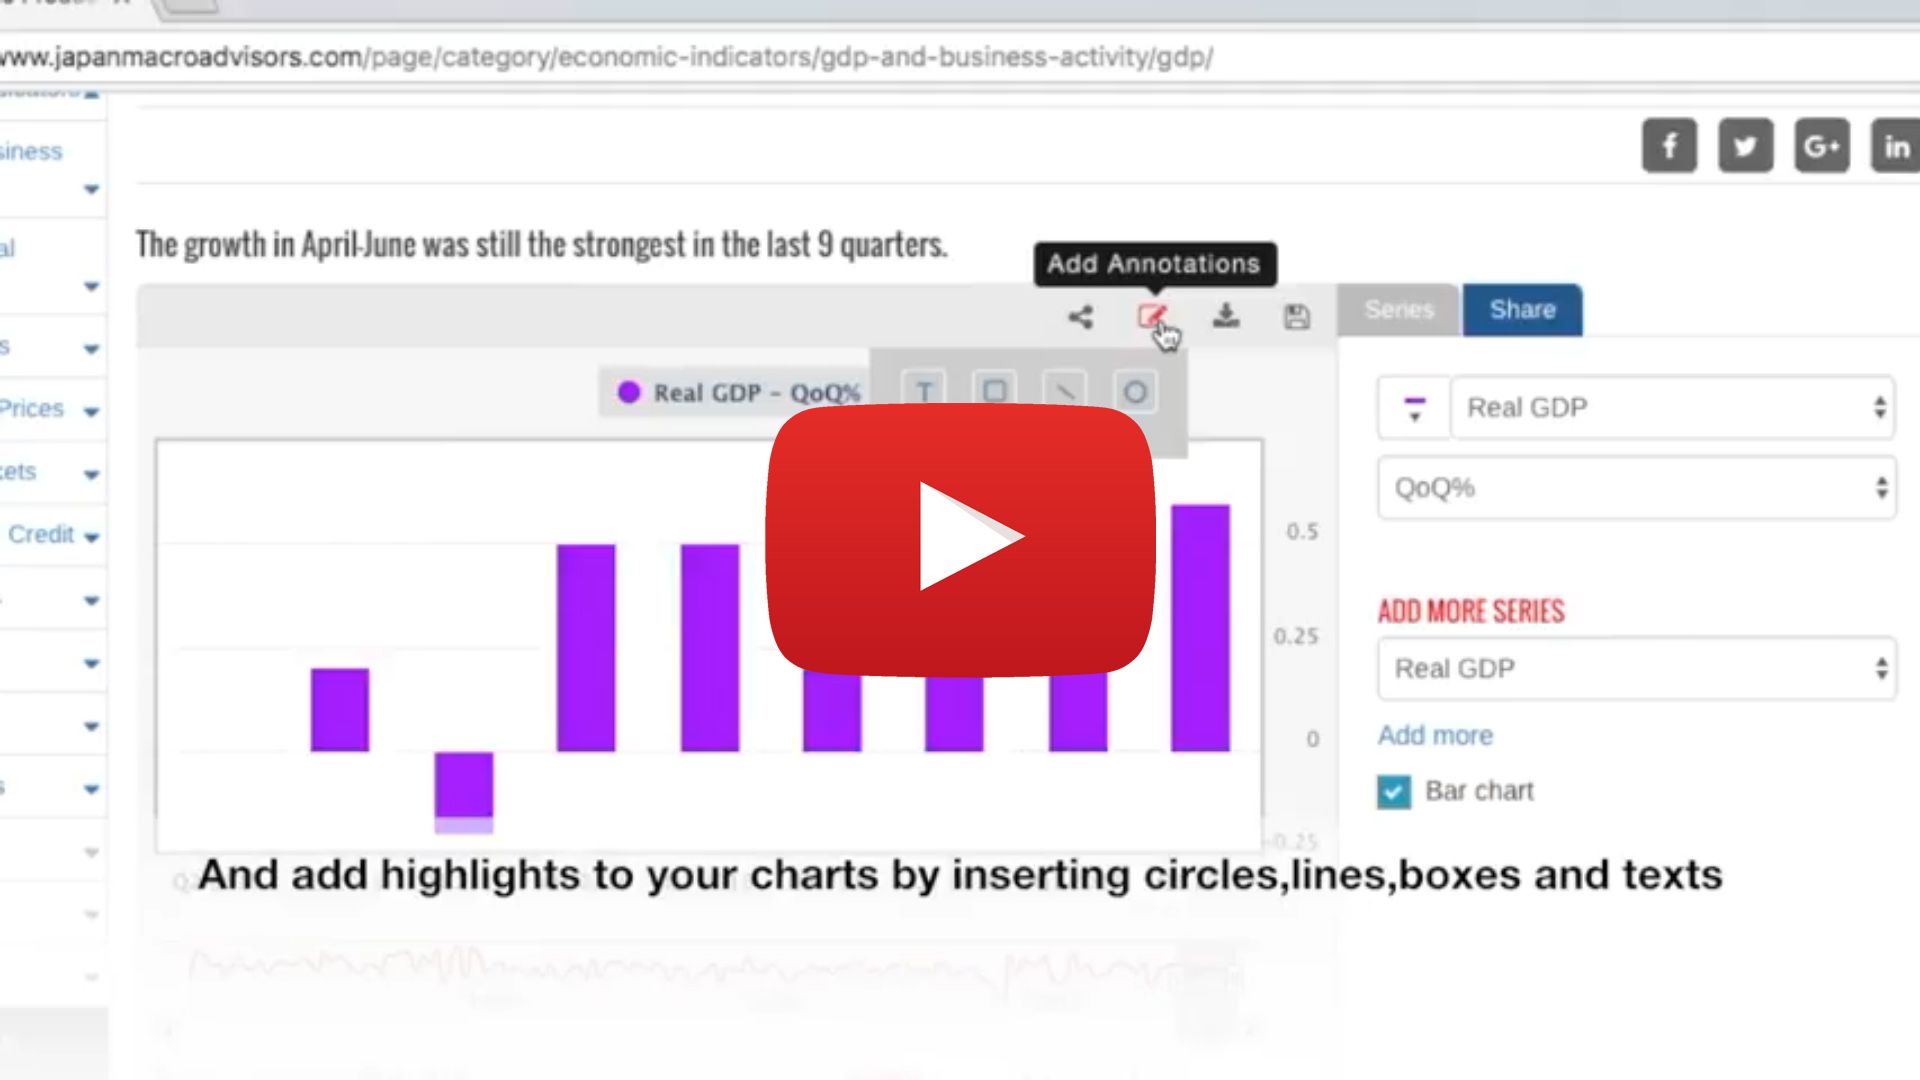 www.japanmacroadvisors.com/page/category/economic-indicators/gdp-and-business-activity/gdp/
The growth in April-June was still the strongest in the last 9 quarters.
Add Annotations
Series
Share
Real GDP - QoQ%
T
Real GDP
QoQ%
Prices
Credit
0.5
0.25
0
-0.25
ADD MORE SERIES
Real GDP
Add more
Bar chart
And add highlights to your charts by inserting circles,lines,boxes and texts
f
G+
in